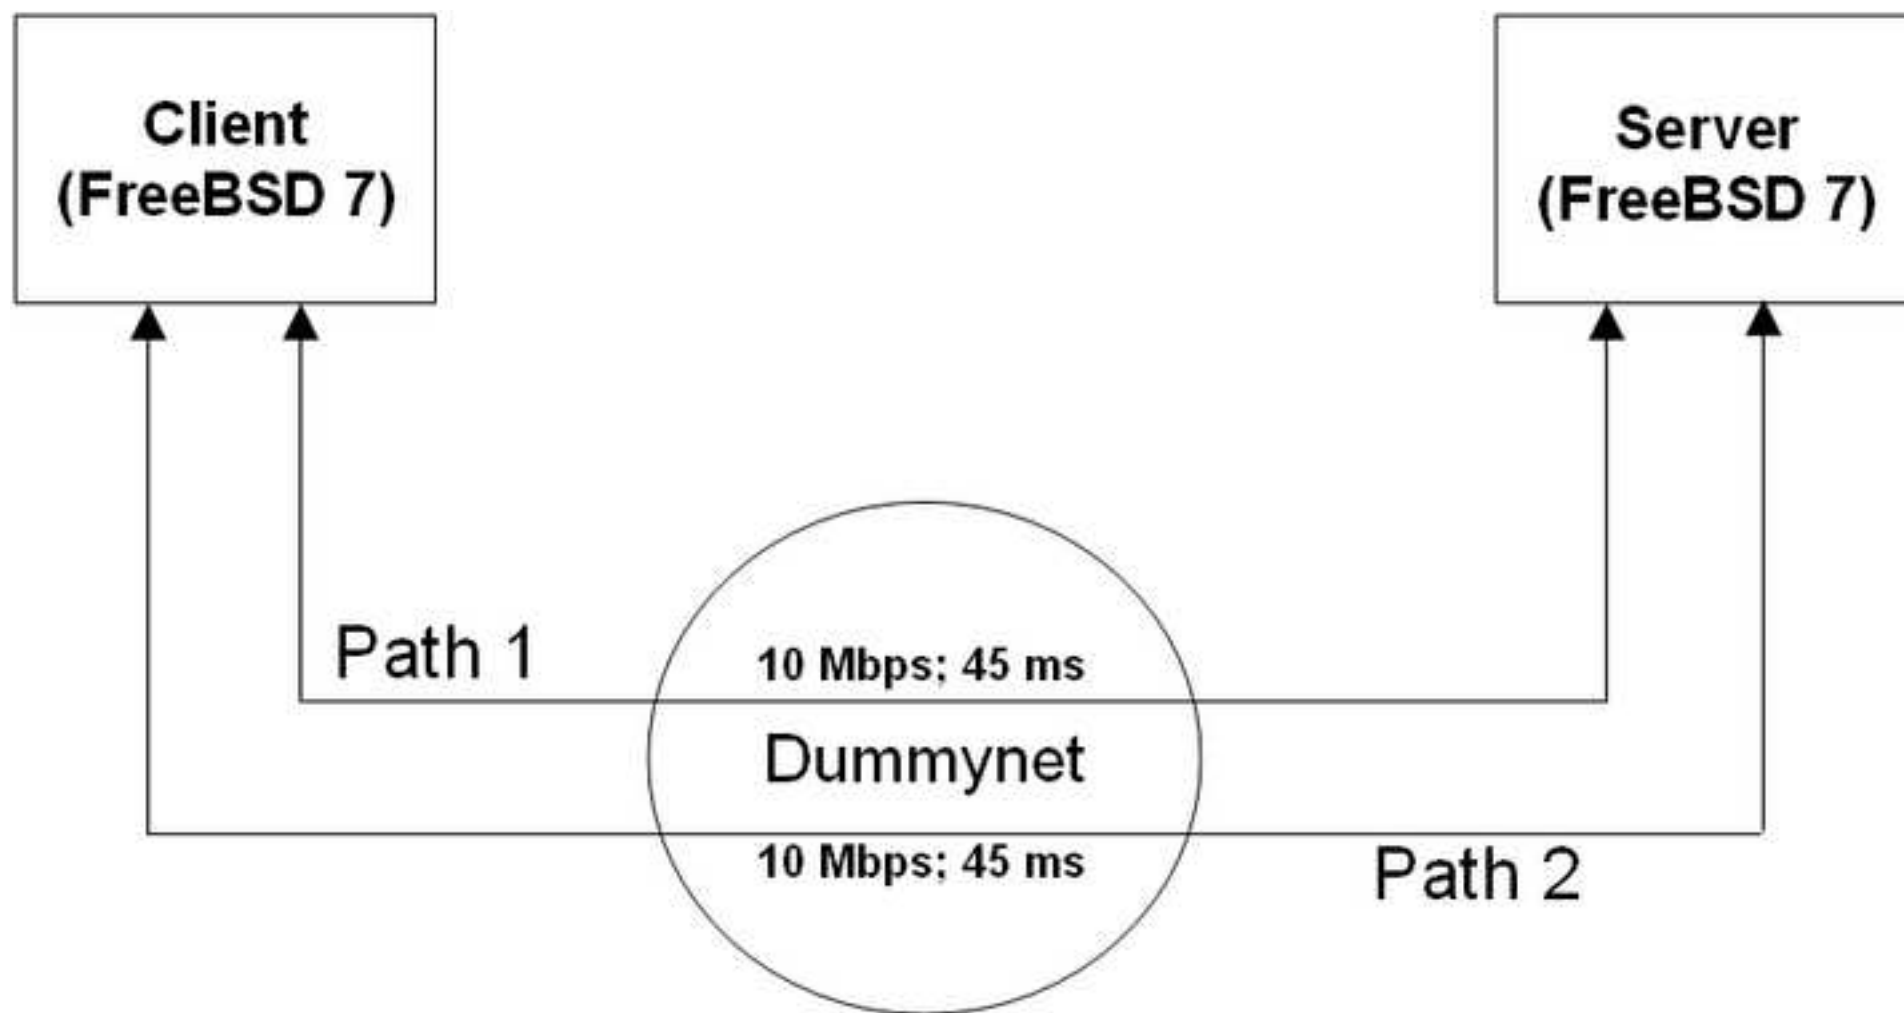 Client
(FreeBSD 7)
Server
(FreeBSD 7)
Path 1
10 Mbps; 45 ms
Dummynet
10 Mbps; 45 ms
Path 2